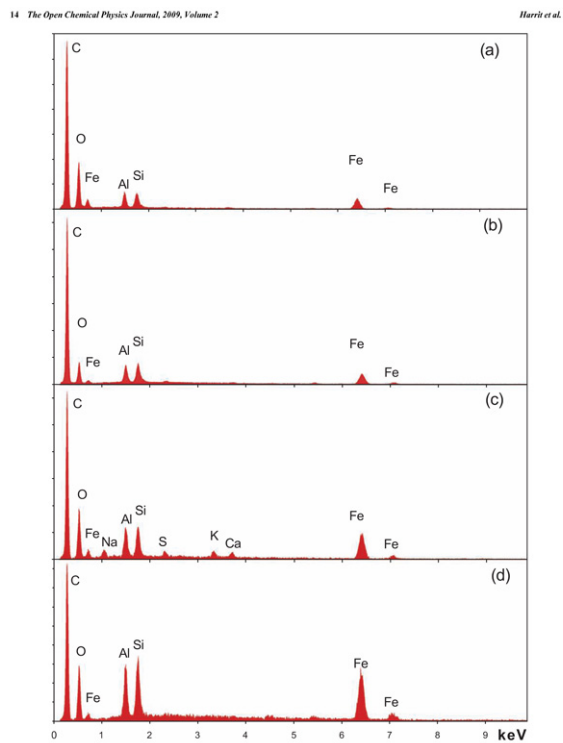 14 The Open Chemical Physics Journal, 2009, Volume 2 Harrit et al.
(a)
C
O
Fe
Al
Si
Fe
Fe
(b)
C
O
Fe
Al
Si
Fe
Fe
(c)
C
O
Fe
Na
Al
Si
S
K
Ca
Fe
Fe
(d)
C
O
Fe
Al
Si
Fe
Fe
0 1 2 3 4 5 6 7 8 9 keV